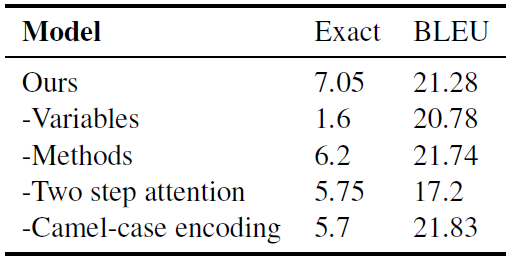 Model Exact BLEU
Ours 7.05 21.28
-Variables 1.6 20.78
-Methods 6.2 21.74
-Two step attention 5.75 17.2
-Camel-case encoding 5.7 21.83